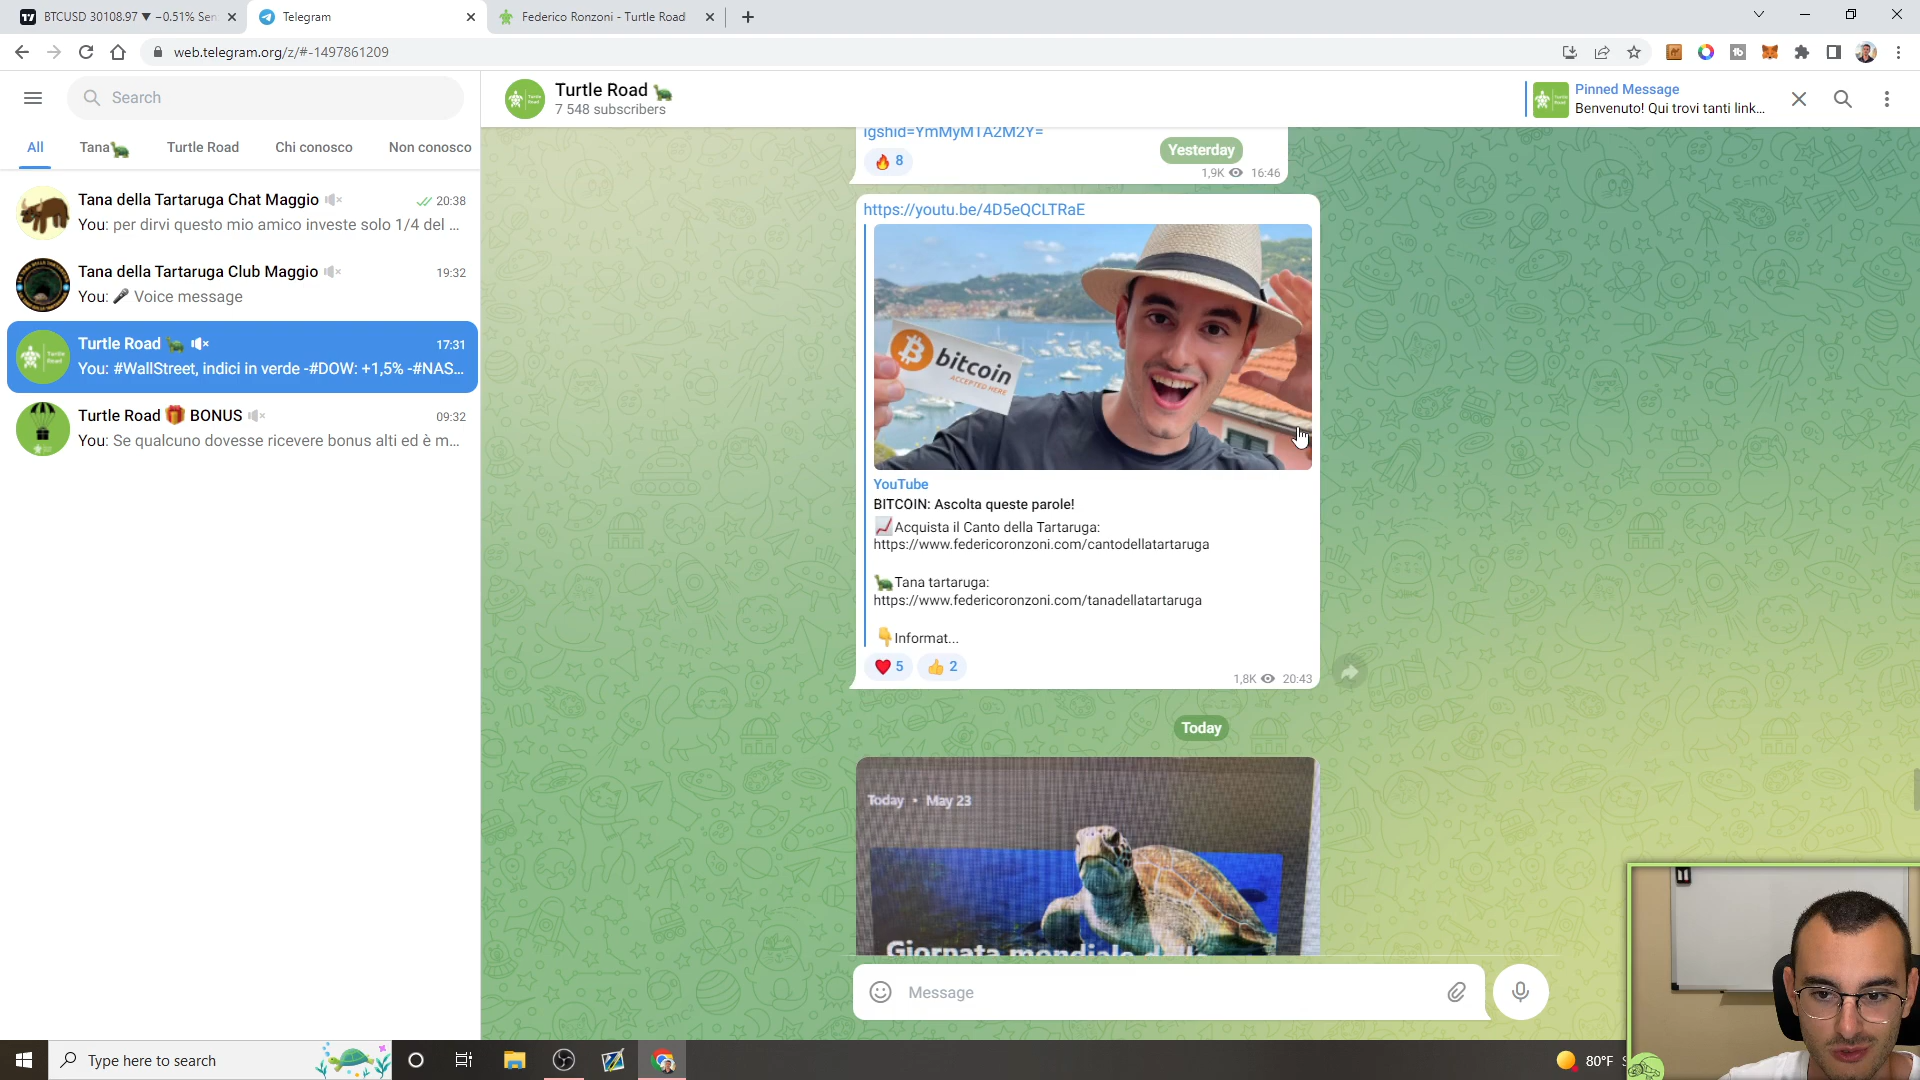 BTCUSD 30108.97 ▼ −0.51% Sen
Telegram
Federico Ronzoni - Turtle Road
web.telegram.org/z/#-1497861209
Search
Turtle Road 🐢
7 548 subscribers
Pinned Message
Benvenuto! Qui trovi tanti link...
All
Tana🐢
Turtle Road
Chi conosco
Non conosco
Tana della Tartaruga Chat Maggio
20:38
You: per dirvi questo mio amico investe solo 1/4 del ...
Tana della Tartaruga Club Maggio
19:32
You: 🎤 Voice message
Turtle Road 🐢
17:31
You: #WallStreet, indici in verde -#DOW: +1,5% -#NAS...
Turtle Road 🎁 BONUS
09:32
You: Se qualcuno dovesse ricevere bonus alti ed è m...
igshid=YmMyMTA2M2Y=
🔥 8
Yesterday
1,9K 16:46
https://youtu.be/4D5eQCLTRaE
bitcoin
ACCEPTED HERE
YouTube
BITCOIN: Ascolta queste parole!
📈Acquista il Canto della Tartaruga:
https://www.federicoronzoni.com/cantodellatartaruga
🐢Tana tartaruga:
https://www.federicoronzoni.com/tanadellatartaruga
👇Informat...
❤️ 5 👍 2
1,8K 20:43
Today
Today • May 23
Giornata mondiale
Message
Type here to search
80°F